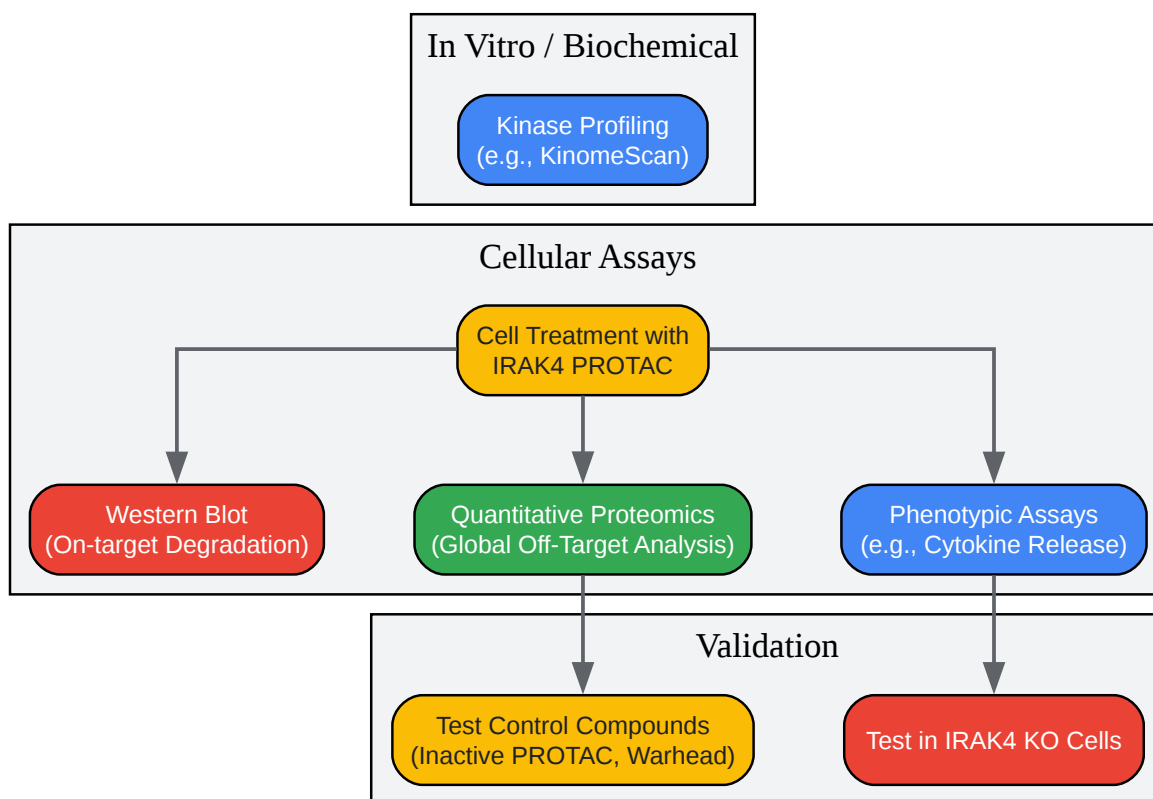 In Vitro / Biochemical
Kinase Profiling
(e.g., KinomeScan)
Cellular Assays
Cell Treatment with
IRAK4 PROTAC
Western Blot
(On-target Degradation)
Quantitative Proteomics
(Global Off-Target Analysis)
Phenotypic Assays
(e.g., Cytokine Release)
Validation
Test Control Compounds
(Inactive PROTAC, Warhead)
Test in IRAK4 KO Cells